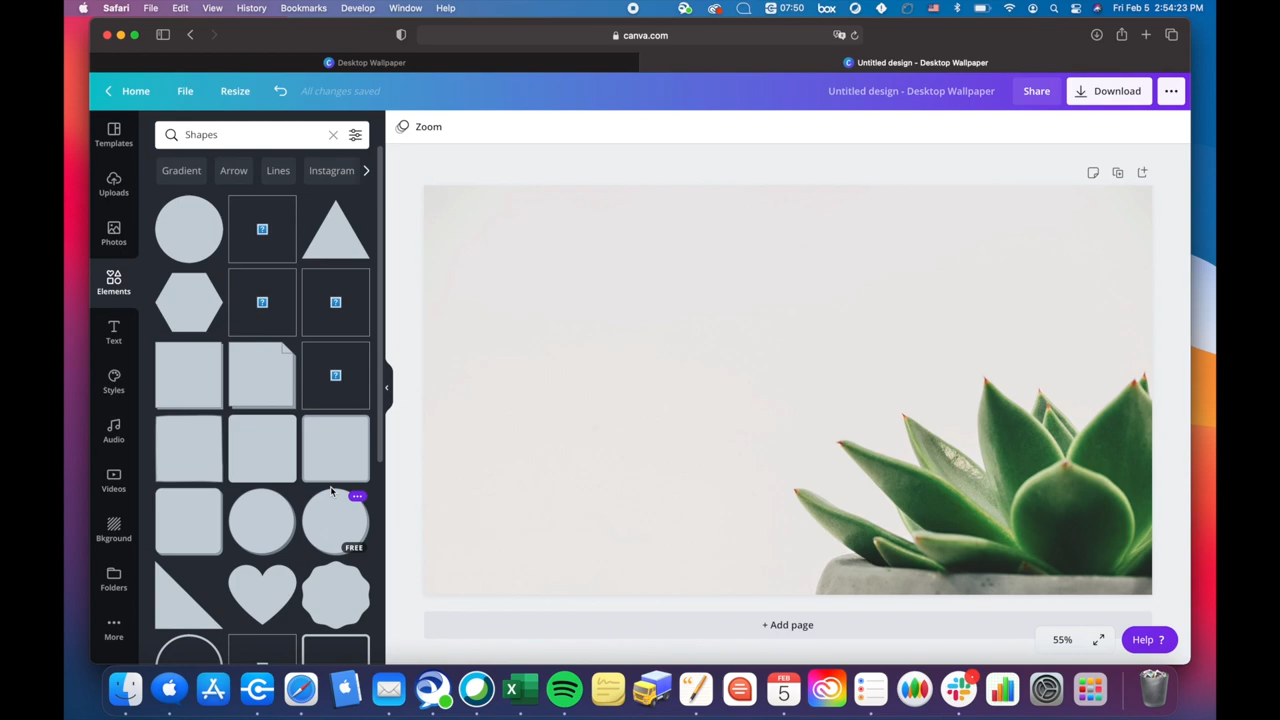 Safari File Edit View History Bookmarks Develop Window Help
07:50
box
Fri Feb 5 2:54:23 PM
canva.com
Desktop Wallpaper
Untitled design - Desktop Wallpaper
Home File Resize All changes saved
Untitled design - Desktop Wallpaper Share Download
Templates
Uploads
Photos
Elements
Text
Styles
Audio
Videos
Bkground
Folders
More
Shapes
Gradient Arrow Lines Instagram
FREE
Zoom
+ Add page
55%
Help ?
FEB
5